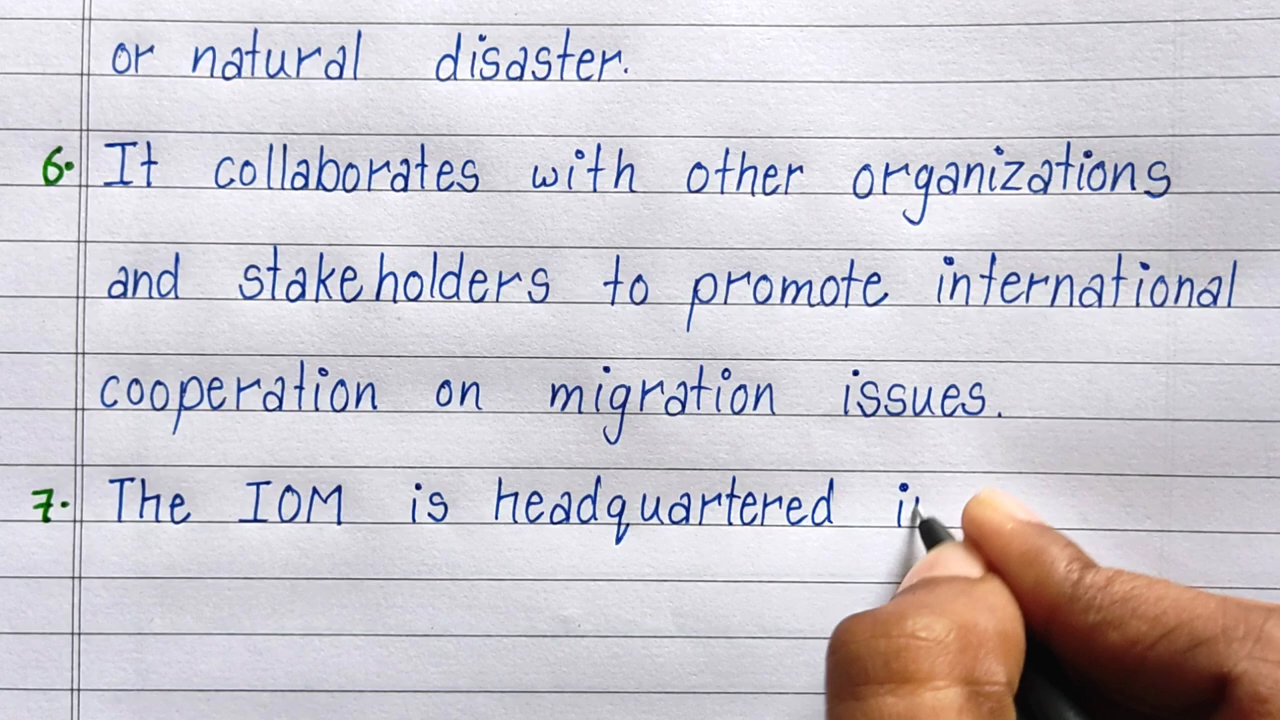 or natural disaster.
6. It collaborates with other organizations
and stakeholders to promote international
cooperation on migration issues.
7. The IOM is headquartered i